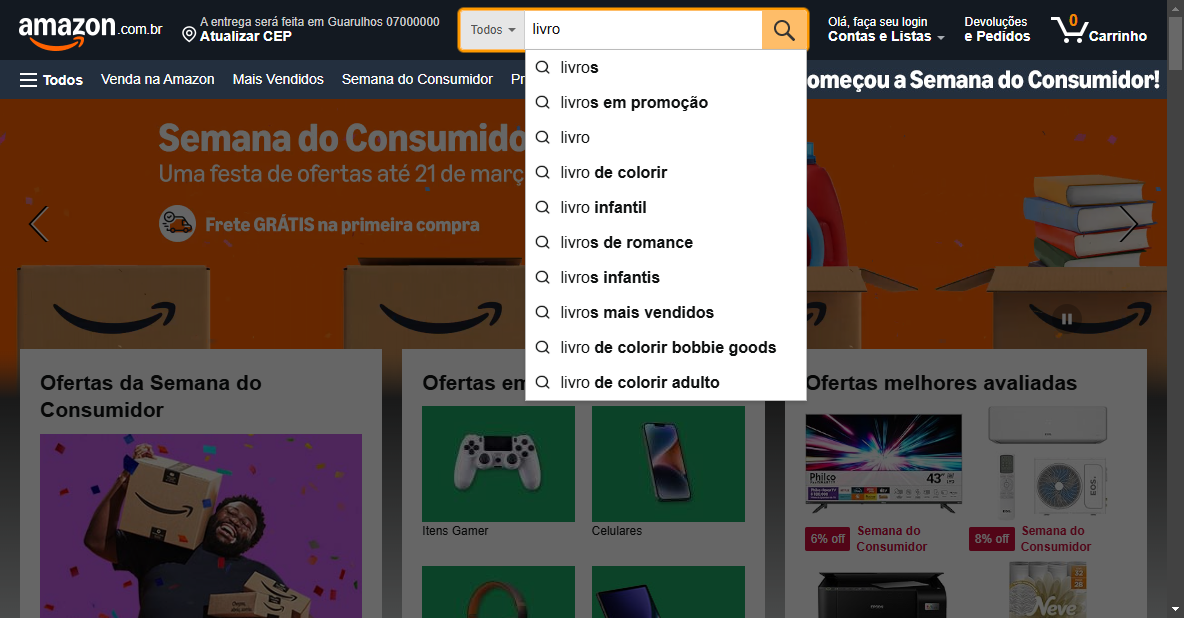 amazon.com.br
A entrega será feita em Guarulhos 07000000
Atualizar CEP
Todos
livro
Olá, faça seu login
Contas e Listas
Devoluções
e Pedidos
0
Carrinho
Todos
Venda na Amazon
Mais Vendidos
Semana do Consumidor
Pr
omeçou a Semana do Consumidor!
livros
livros em promoção
livro
livro de colorir
livro infantil
livros de romance
livros infantis
livros mais vendidos
livro de colorir bobbie goods
livro de colorir adulto
Semana do Consumido
Uma festa de ofertas até 21 de març
Frete GRÁTIS na primeira compra
Ofertas da Semana do
Consumidor
Ofertas em
Itens Gamer
Celulares
Ofertas melhores avaliadas
Philco
43"
EOS.
6% off
Semana do
Consumidor
8% off
Semana do
Consumidor
Neve